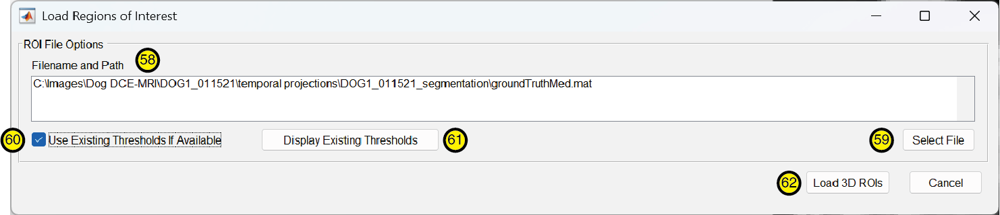 Load Regions of Interest
ROI File Options
Filename and Path 58
C:\Images\Dog DCE-MRI\DOG1_011521\temporal projections\DOG1_011521_segmentation\groundTruthMed.mat
60 Use Existing Thresholds If Available Display Existing Thresholds 61 59 Select File
62 Load 3D ROIs Cancel